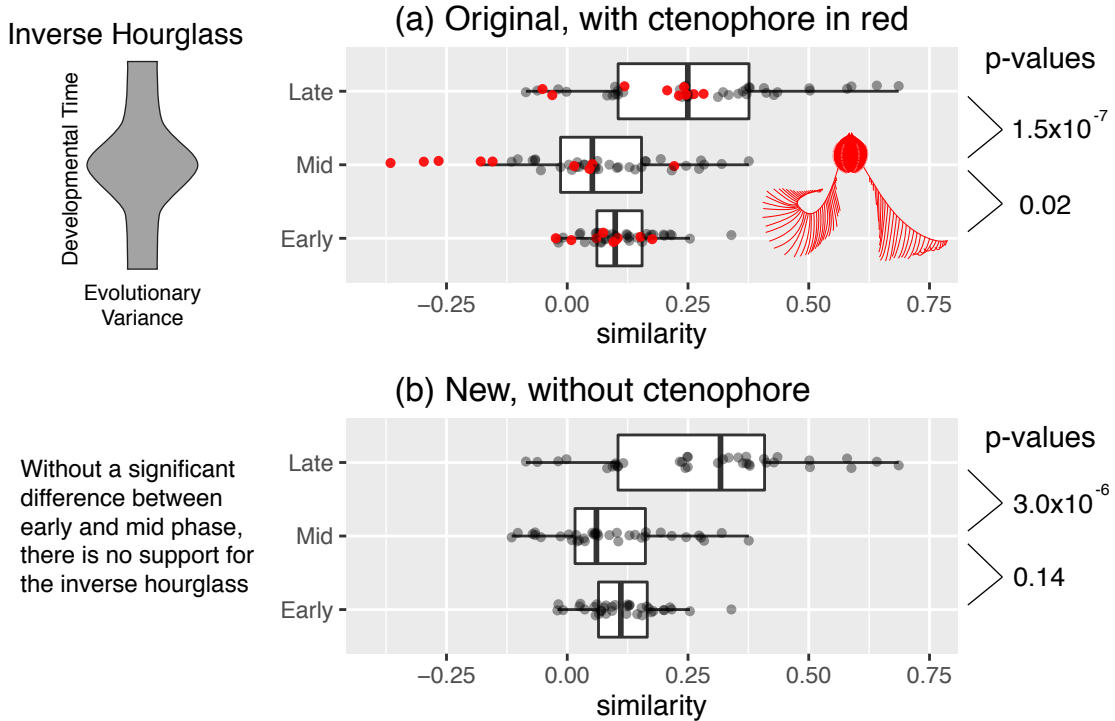 Inverse Hourglass
Developmental Time
Evolutionary
Variance
(a) Original, with ctenophore in red
Late
Mid
Early
−0.25
0.00
0.25
0.50
0.75
similarity
p-values
1.5x10⁻⁷
0.02
Without a significant
difference between
early and mid phase,
there is no support for
the inverse hourglass
(b) New, without ctenophore
Late
Mid
Early
−0.25
0.00
0.25
0.50
0.75
similarity
p-values
3.0x10⁻⁶
0.14